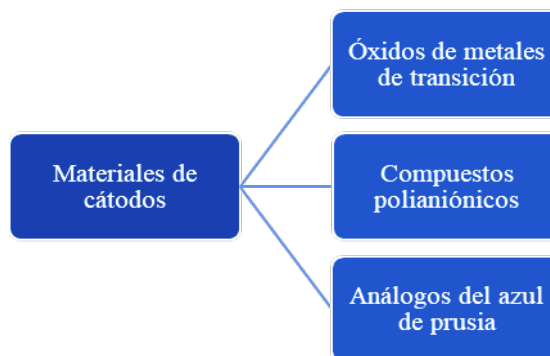 Óxidos de metales
de transición
Materiales de
cátodos
Compuestos
polianiónicos
Análogos del azul
de prusia